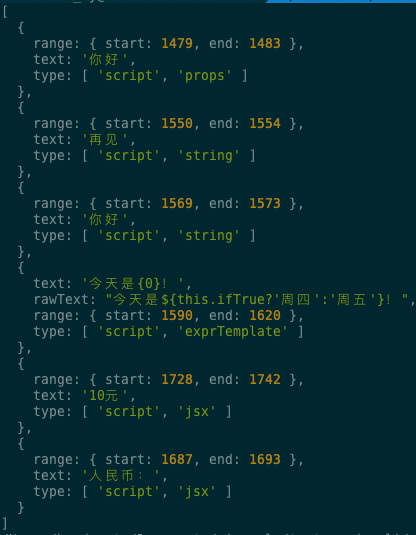 [
{
range: { start: 1479, end: 1483 },
text: '你好',
type: [ 'script', 'props' ]
},
{
range: { start: 1550, end: 1554 },
text: '再见',
type: [ 'script', 'string' ]
},
{
range: { start: 1569, end: 1573 },
text: '你好',
type: [ 'script', 'string' ]
},
{
text: '今天是{0}！',
rawText: "今天是${this.ifTrue?'周四':'周五'}！",
range: { start: 1590, end: 1620 },
type: [ 'script', 'exprTemplate' ]
},
{
range: { start: 1728, end: 1742 },
text: '10元',
type: [ 'script', 'jsx' ]
},
{
range: { start: 1687, end: 1693 },
text: '人民币：',
type: [ 'script', 'jsx' ]
}
]